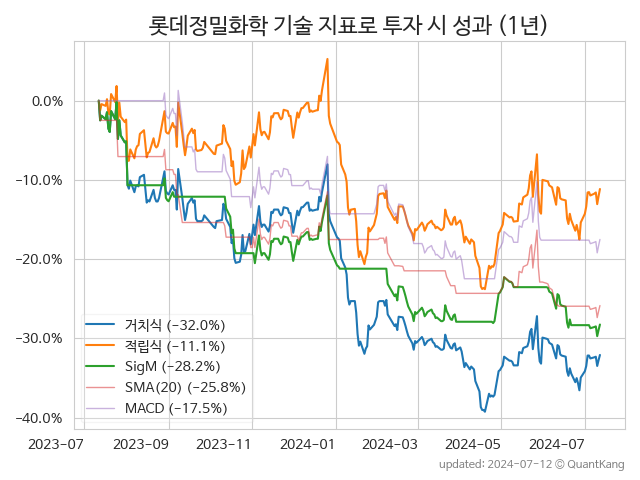 롯데정밀화학 기술 지표로 투자 시 성과 (1년)
0.0%
−10.0%
−20.0%
−30.0%
−40.0%
거치식 (−32.0%)
적립식 (−11.1%)
SigM (−28.2%)
SMA(20) (−25.8%)
MACD (−17.5%)
2023-07 2023-09 2023-11 2024-01 2024-03 2024-05 2024-07
updated: 2024-07-12 © QuantKang